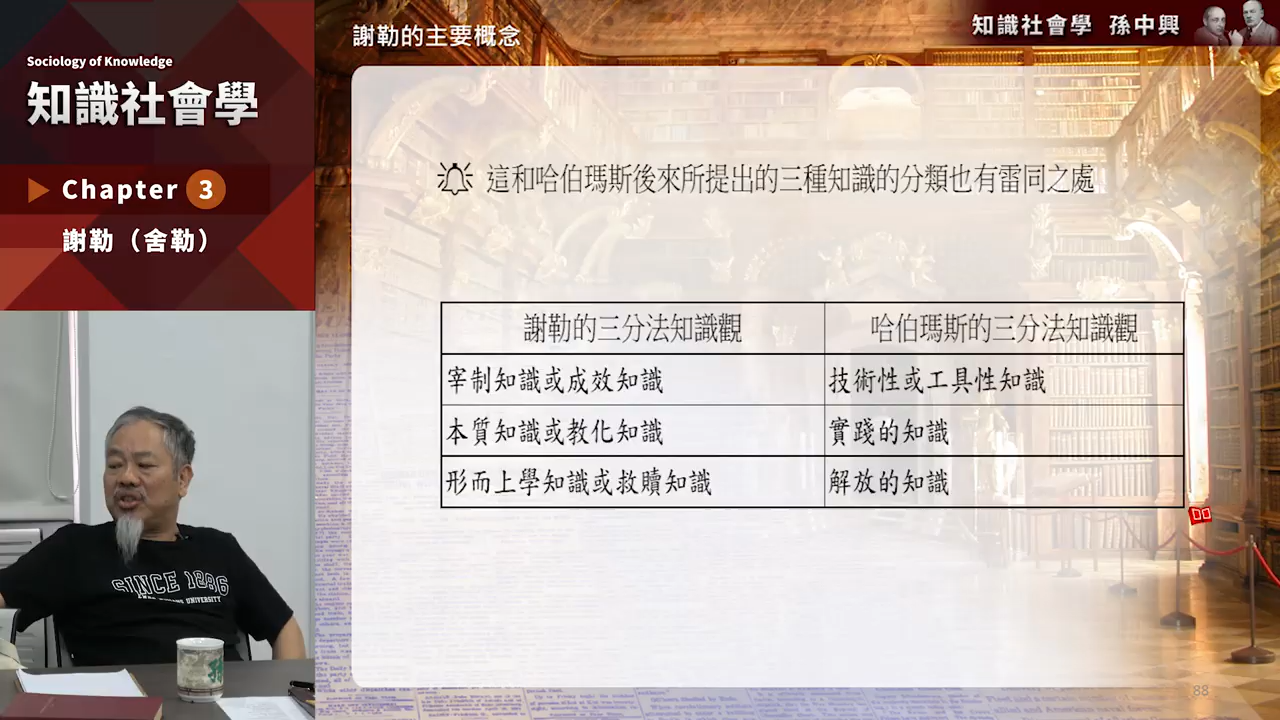 Sociology of Knowledge
知識社會學
Chapter 3
謝勒（舍勒）
謝勒的主要概念
知識社會學 孫中興
這和哈伯瑪斯後來所提出的三種知識的分類也有雷同之處
謝勒的三分法知識觀 哈伯瑪斯的三分法知識觀
宰制知識或成效知識 技術性或工具性知識
本質知識或教化知識 實踐的知識
形而上學知識或救贖知識 解放的知識
SINCE 1896
UNIVERSITY
88